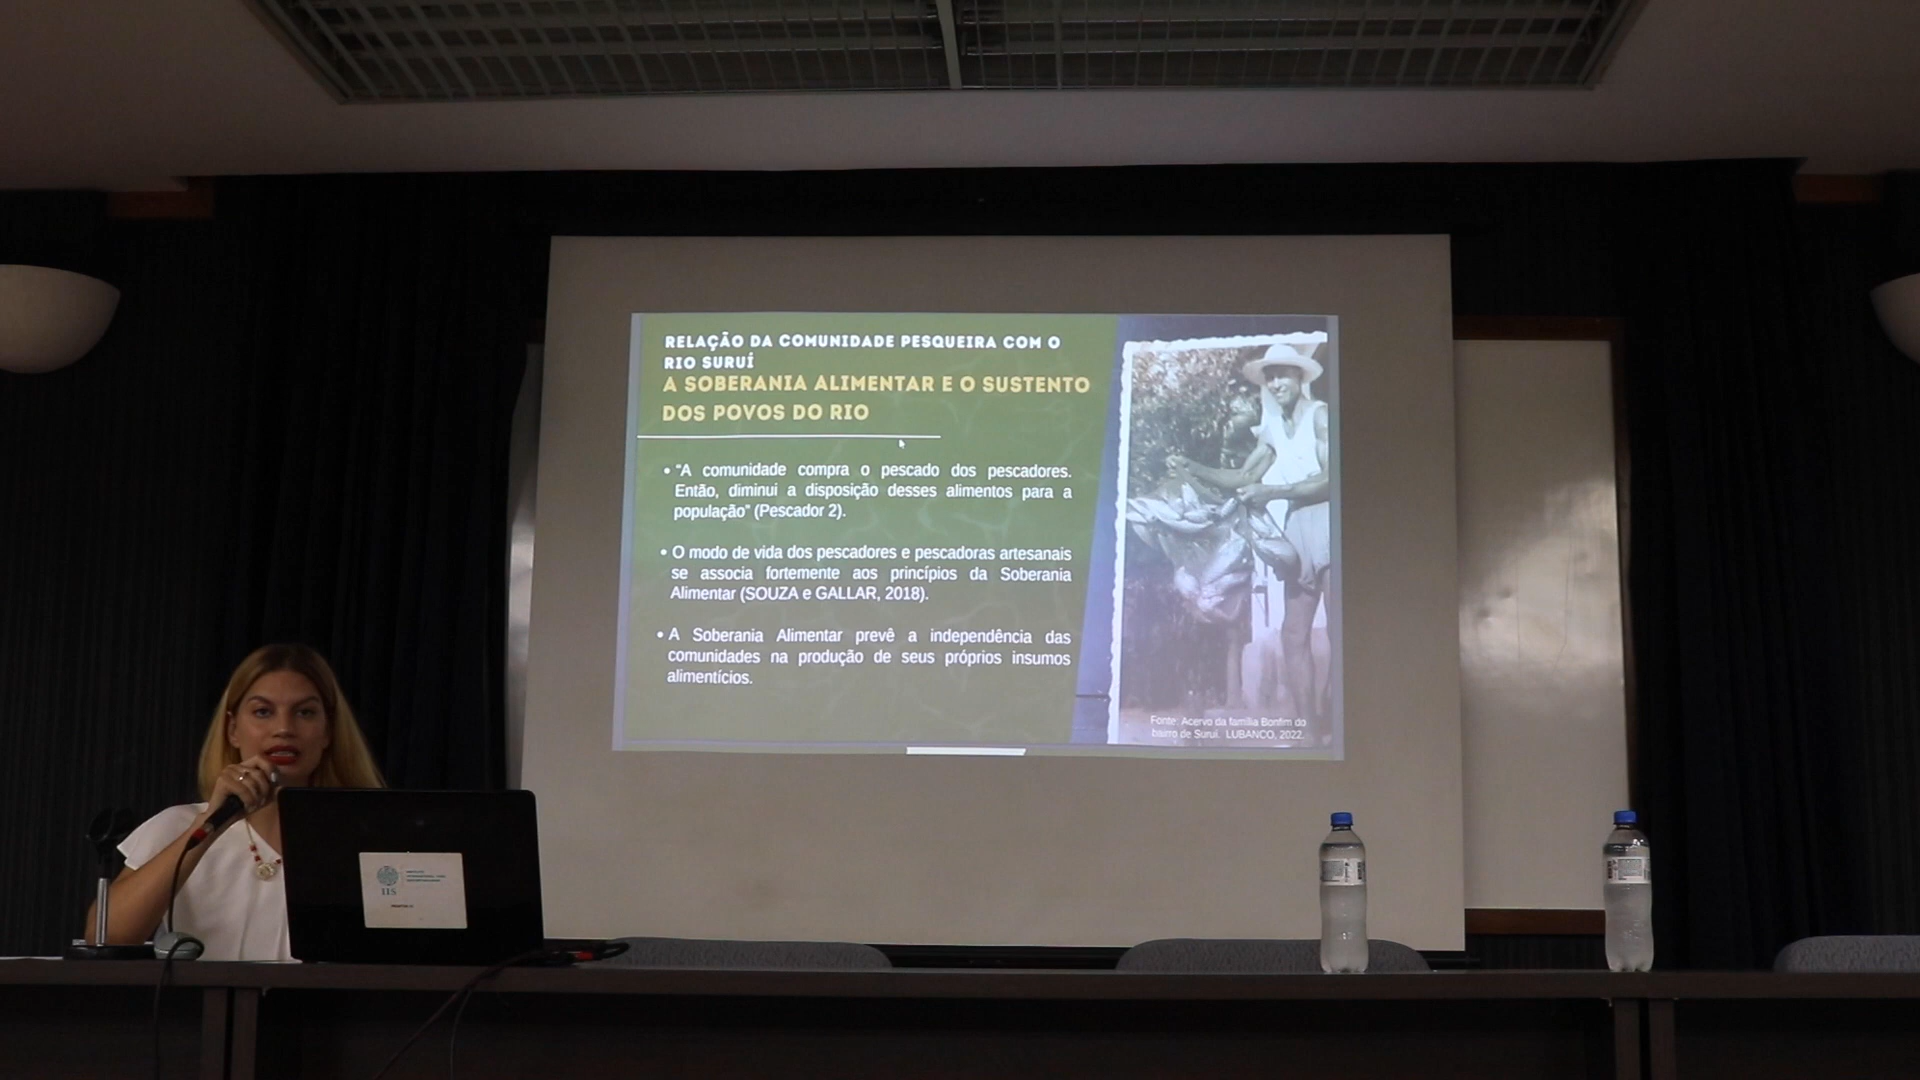 RELAÇÃO DA COMUNIDADE PESQUEIRA COM O
RIO SURUÍ
A SOBERANIA ALIMENTAR E O SUSTENTO
DOS POVOS DO RIO
• “A comunidade compra o pescado dos pescadores.
Então, diminui a disposição desses alimentos para a
população” (Pescador 2).
• O modo de vida dos pescadores e pescadoras artesanais
se associa fortemente aos princípios da Soberania
Alimentar (SOUZA e GALLAR, 2018).
• A Soberania Alimentar prevê a independência das
comunidades na produção de seus próprios insumos
alimentícios.
Fonte: Acervo da família Bonfim do
bairro de Suruí. LUBANCO, 2022.
IIS